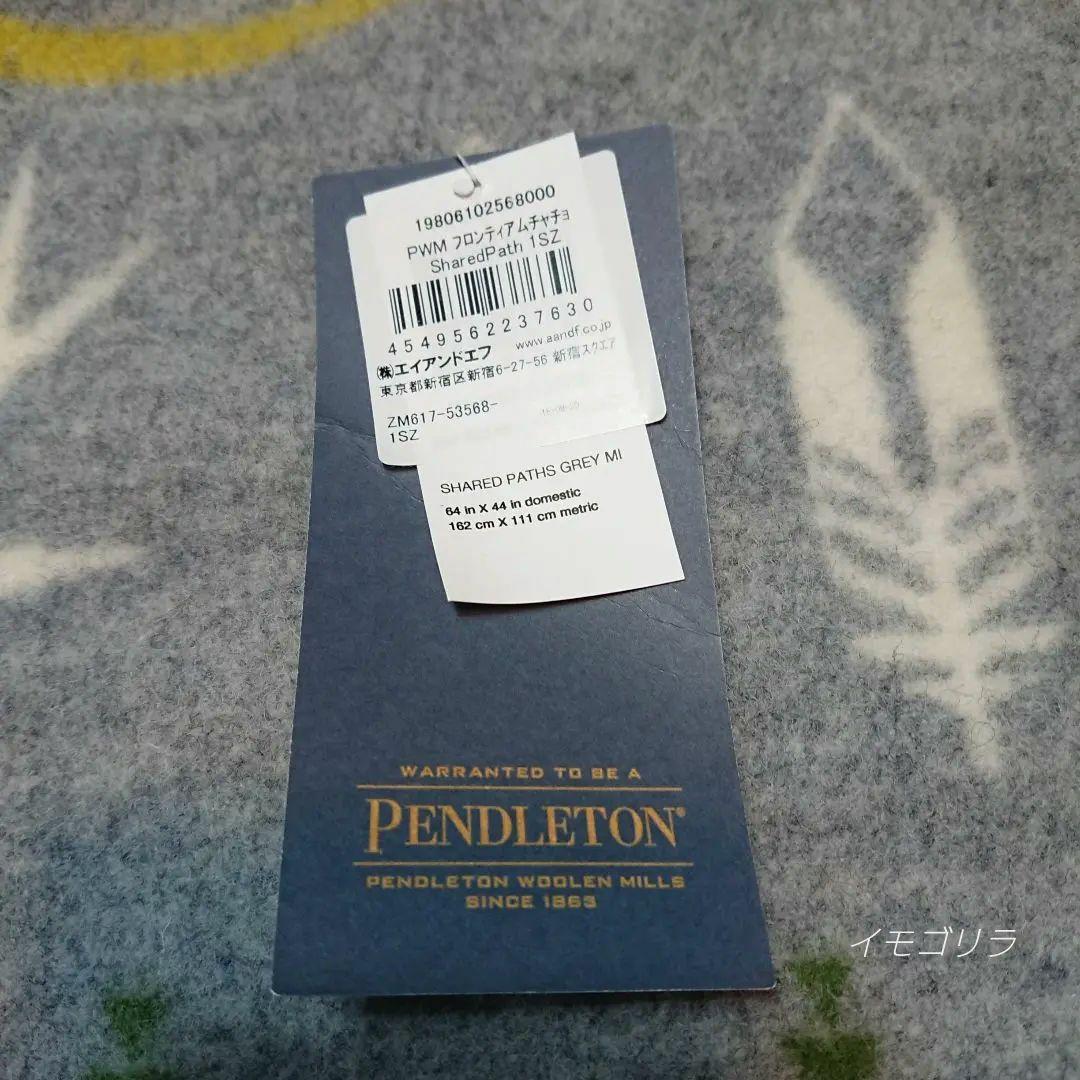 19806102568000
PWM フロンティアムチャチョ
SharedPath 1SZ
4549562237630
www.aandf.co.jp
㈱エイアンドエフ
東京都新宿区新宿6-27-56 新宿スクエア
ZM617-53568-
1SZ
SHARED PATHS GREY MI
64 in X 44 in domestic
162 cm X 111 cm metric
WARRANTED TO BE A
PENDLETON®
PENDLETON WOOLEN MILLS
SINCE 1863
イモゴリラ